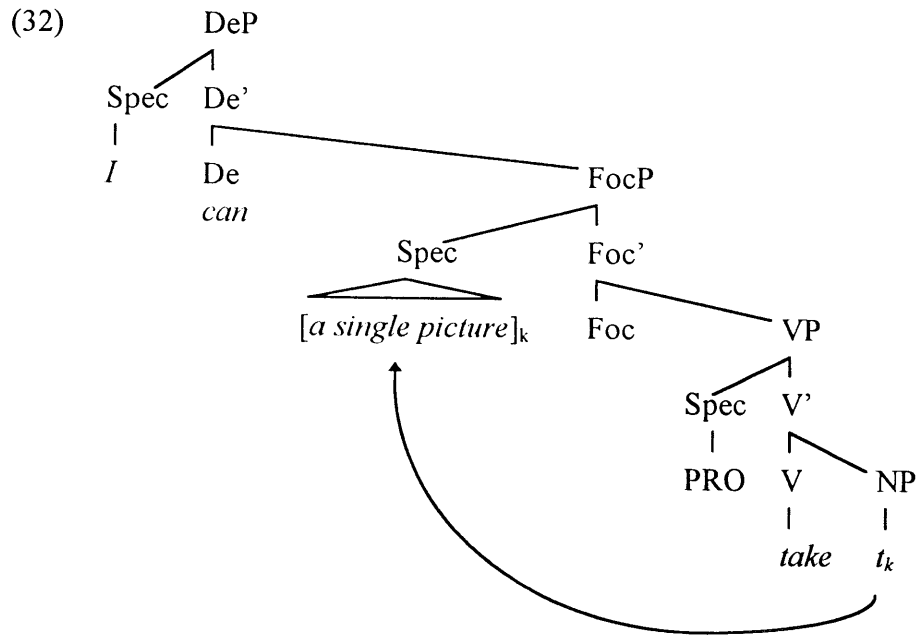 (32) DeP
Spec De’
I De FocP
can
Spec Foc’
[a single picture]k Foc VP
Spec V’
PRO V NP
take tk